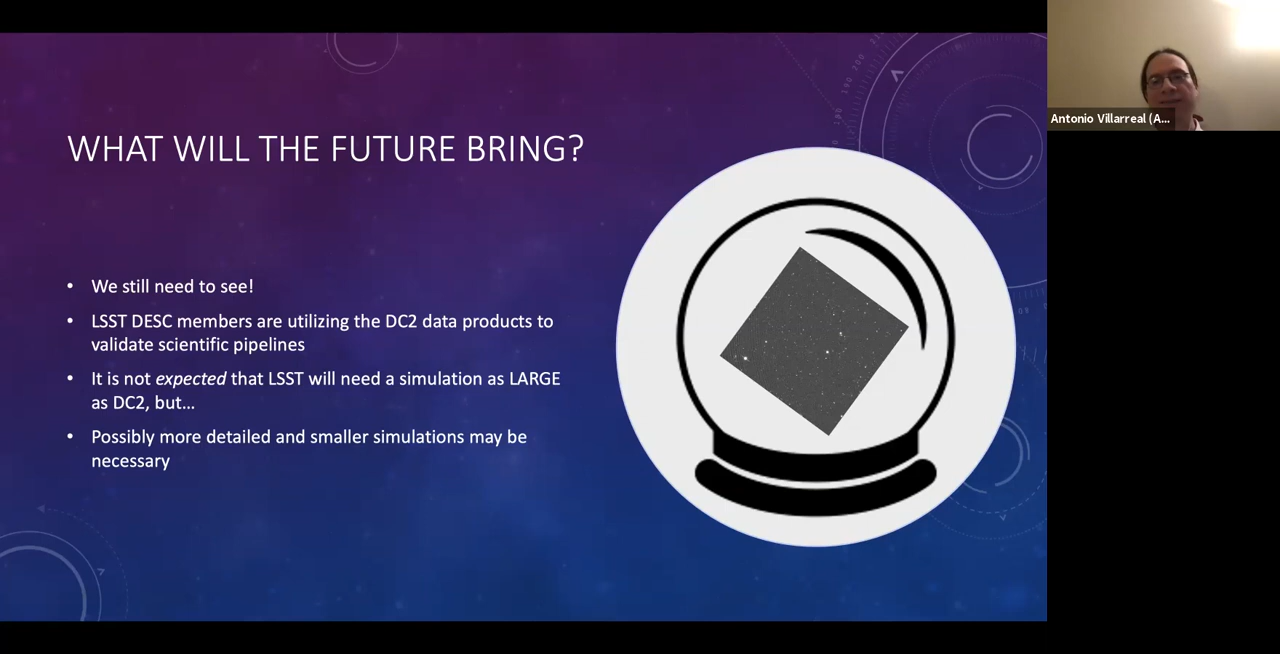 WHAT WILL THE FUTURE BRING?
• We still need to see!
• LSST DESC members are utilizing the DC2 data products to
validate scientific pipelines
• It is not expected that LSST will need a simulation as LARGE
as DC2, but...
• Possibly more detailed and smaller simulations may be
necessary
Antonio Villarreal (A...